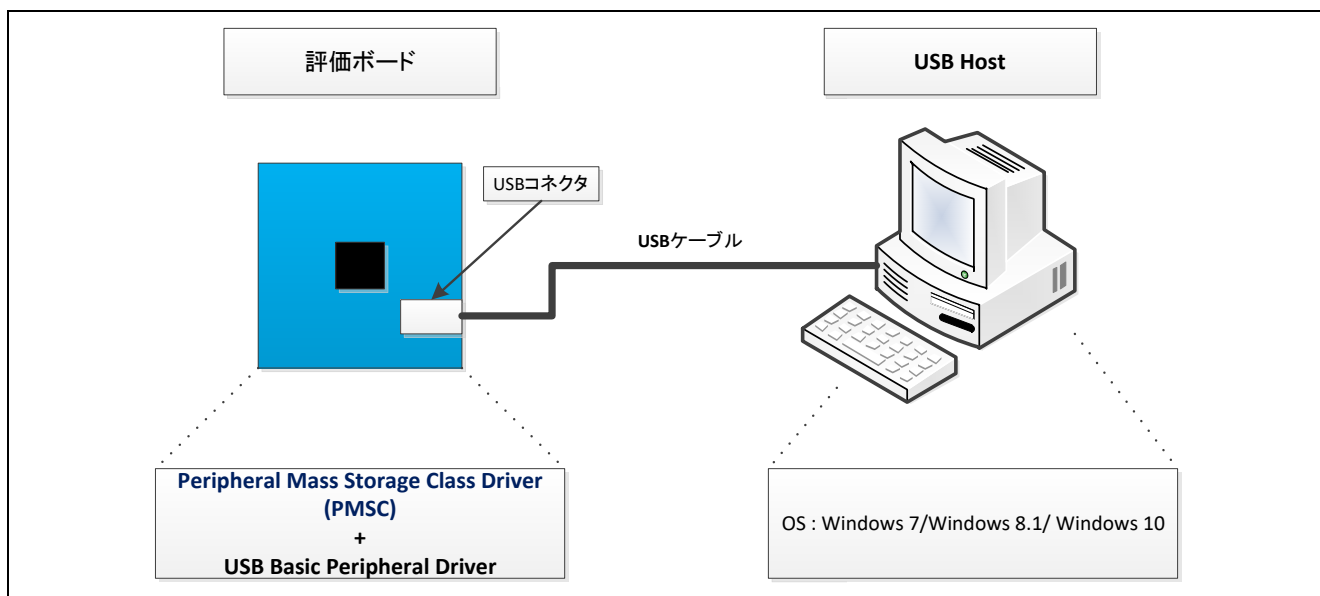 評価ボード
USB Host
USBコネクタ
USBケーブル
Peripheral Mass Storage Class Driver
(PMSC)
+
USB Basic Peripheral Driver
OS : Windows 7/Windows 8.1/ Windows 10